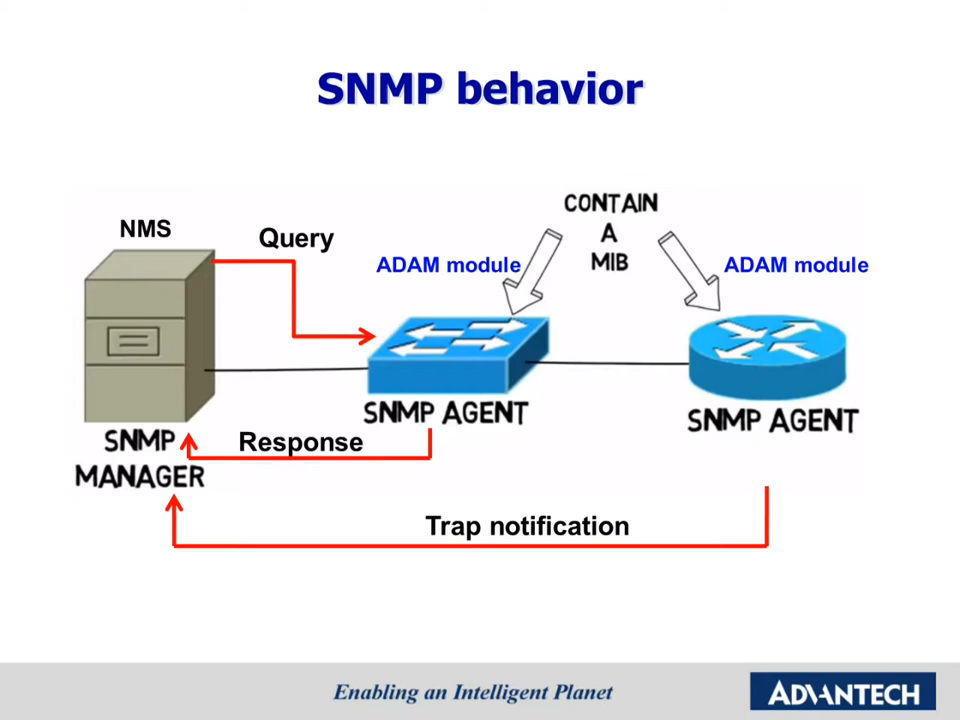 SNMP behavior
CONTAIN
A
MIB
NMS
Query
ADAM module
ADAM module
SNMP AGENT
SNMP AGENT
SNMP
MANAGER
Response
Trap notification
Enabling an Intelligent Planet
ADVANTECH